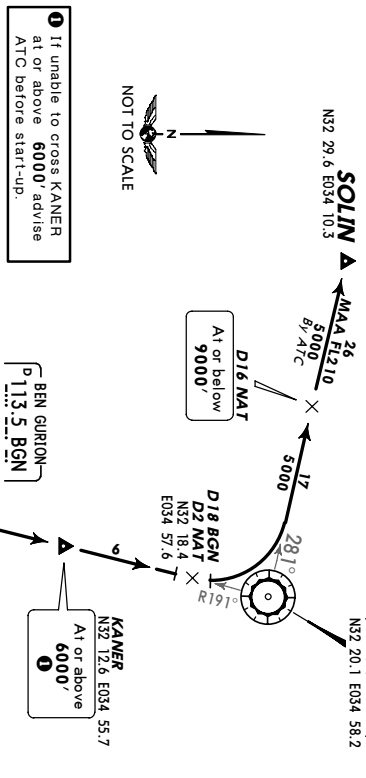 SOLIN
N32 29.6 E034 10.3
26
MAA FL210
5000
By ATC
D16 NAT
At or below
9000'
17
5000
281°
R191°
N32 20.1 E034 58.2
D18 BGN
D2 NAT
N32 18.4
E034 57.6
6
KANER
N32 12.6 E034 55.7
At or above
6000'
1
BEN GURION
D 113.5 BGN
N
NOT TO SCALE
1 If unable to cross KANER
at or above 6000' advise
ATC before start-up.